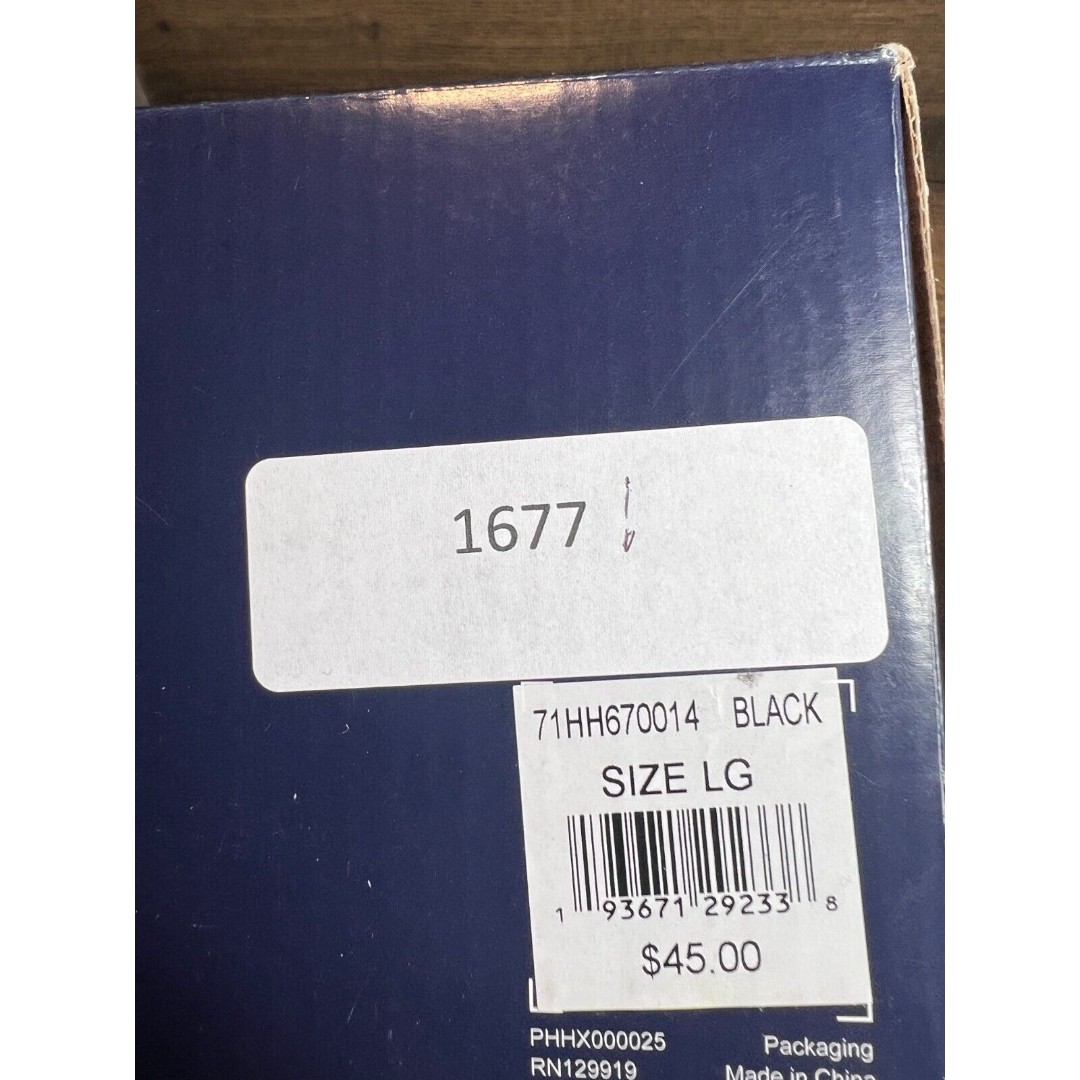 1677
71HH670014 BLACK
SIZE LG
1 93671 29233 8
$45.00
PHHX000025 Packaging
RN129919 Made in China